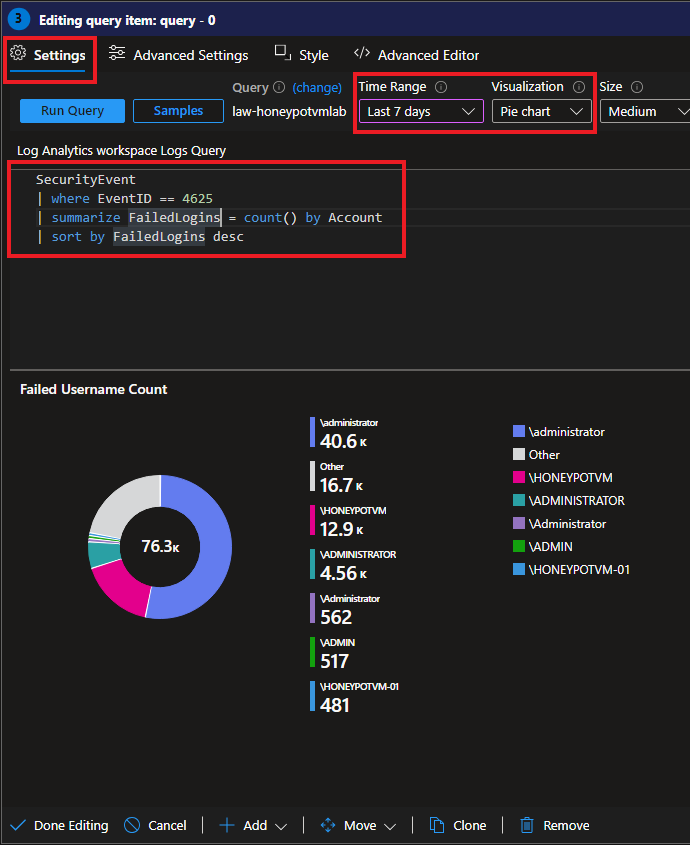 3 Editing query item: query - 0
Settings Advanced Settings Style Advanced Editor
Query (change) Time Range Visualization Size
Run Query Samples law-honeypotvmlab Last 7 days Pie chart Medium
Log Analytics workspace Logs Query
SecurityEvent
| where EventID == 4625
| summarize FailedLogins = count() by Account
| sort by FailedLogins desc
Failed Username Count
76.3K
\administrator
40.6 K
Other
16.7 K
\HONEYPOTVM
12.9 K
\ADMINISTRATOR
4.56 K
\Administrator
562
\ADMIN
517
\HONEYPOTVM-01
481
\administrator
Other
\HONEYPOTVM
\ADMINISTRATOR
\Administrator
\ADMIN
\HONEYPOTVM-01
Done Editing Cancel Add Move Clone Remove